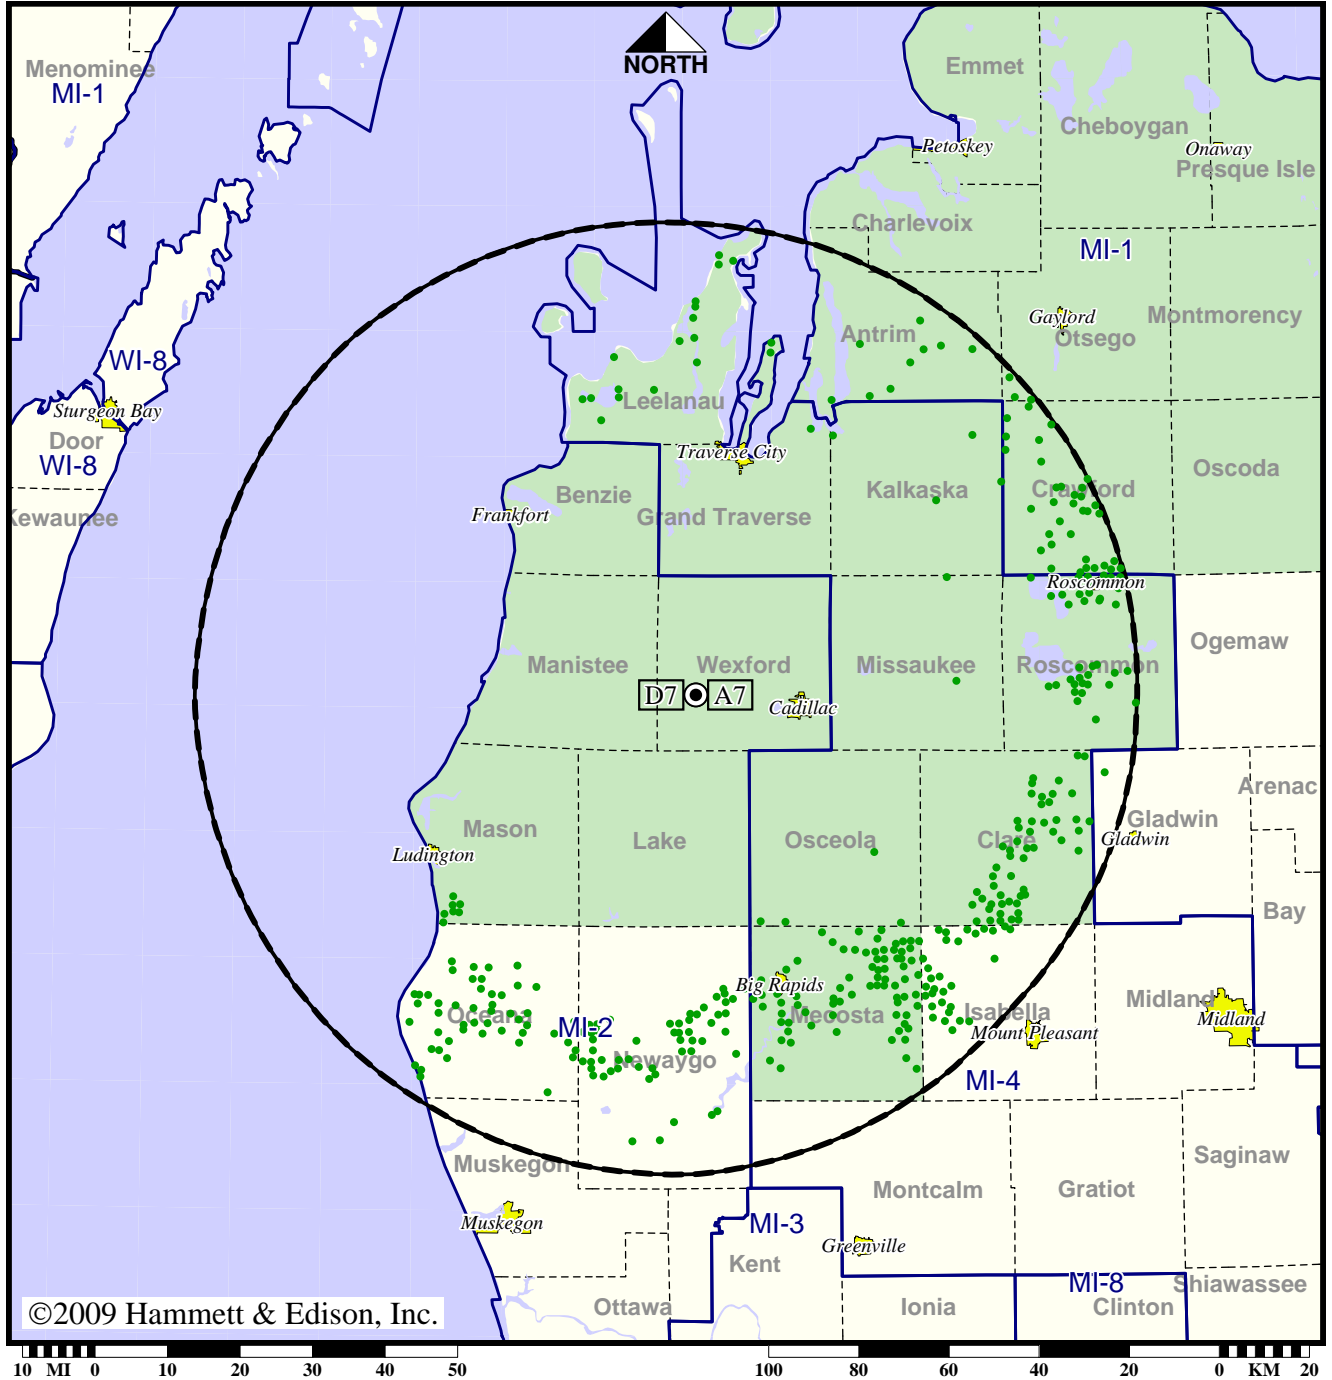 NORTH
Menominee
MI-1
Emmet
Cheboygan
Petoskey
Onaway
Presque Isle
Charlevoix
MI-1
Gaylord
Otsego
Montmorency
Antrim
WI-8
Sturgeon Bay
Door
WI-8
Leelanau
Traverse City
Kewaunee
Benzie
Frankfort
Grand Traverse
Kalkaska
Crawford
Oscoda
Roscommon
Ogemaw
Manistee
Wexford
Missaukee
Roscommon
D7
A7
Cadillac
Mason
Ludington
Lake
Osceola
Clare
Gladwin
Gladwin
Arenac
Bay
Big Rapids
Mecosta
Isabella
Mount Pleasant
Midland
Midland
Oceana
MI-2
Newaygo
MI-4
Saginaw
Muskegon
Muskegon
Montcalm
Gratiot
MI-3
Greenville
Kent
MI-8
Shiawassee
Ottawa
Ionia
Clinton
©2009 Hammett & Edison, Inc.
10 MI 0 10 20 30 40 50
100 80 60 40 20 0 KM 20